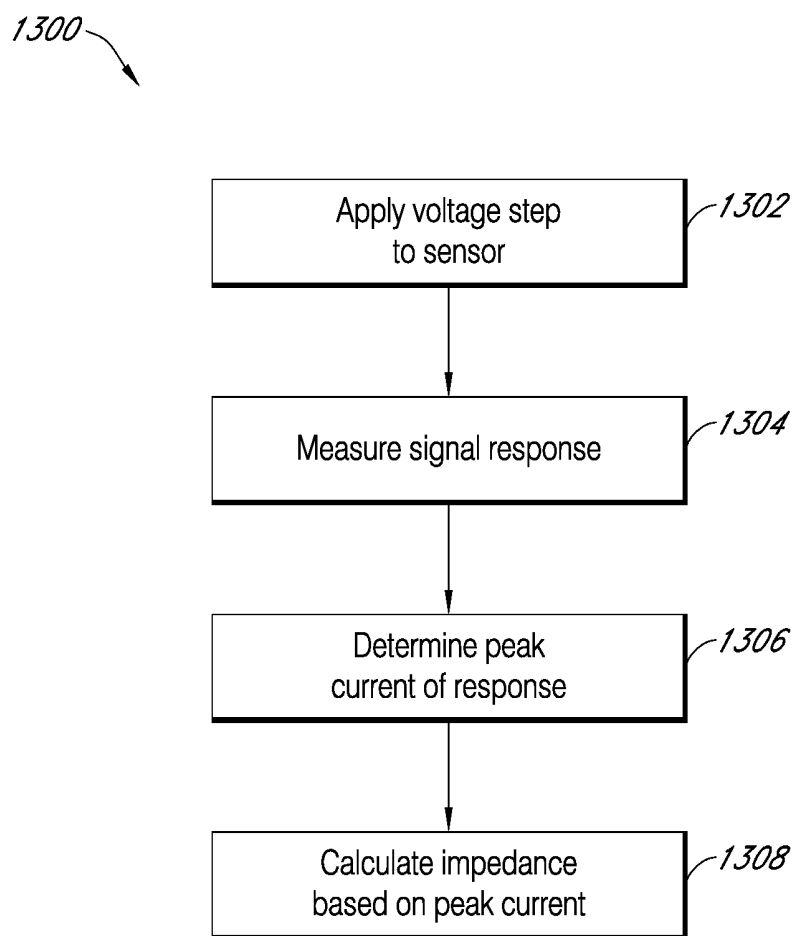 1300
Apply voltage step
to sensor
1302
Measure signal response
1304
Determine peak
current of response
1306
Calculate impedance
based on peak current
1308